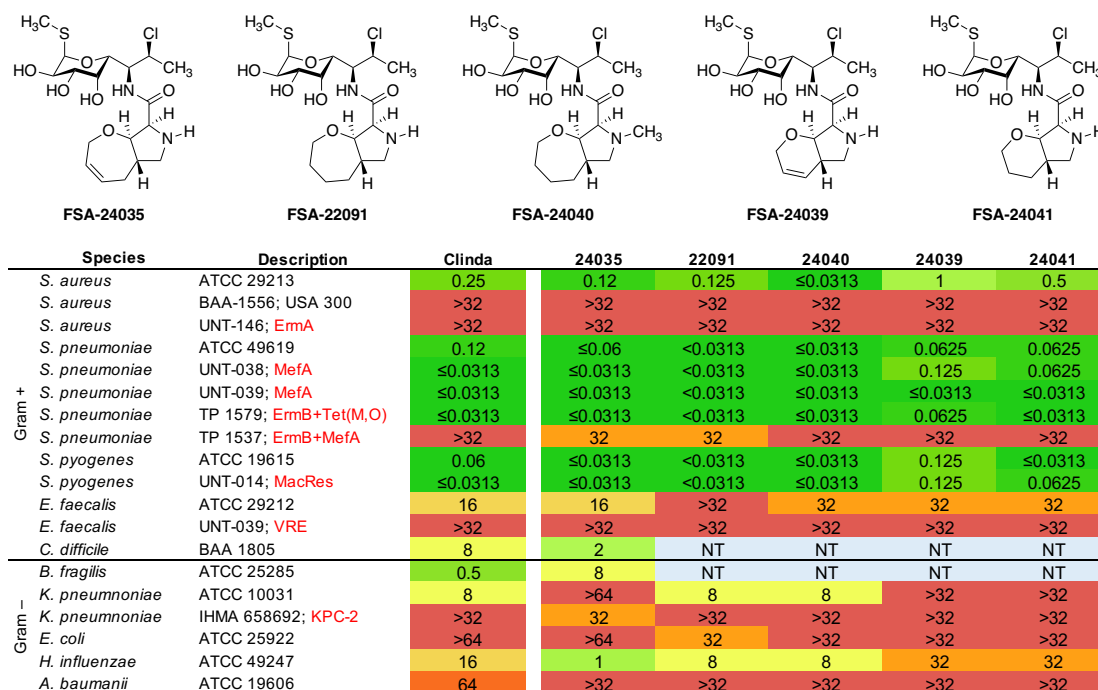 H3C S Cl O CH3 HO HO HO HN O H H O N-H H
H3C S Cl O CH3 HO HO HO HN O H H O N-H H
H3C S Cl O CH3 HO HO HO HN O H H O N-CH3 H
H3C S Cl O CH3 HO HO HO HN O H H O N-H H
H3C S Cl O CH3 HO HO HO HN O H H O N-H H
FSA-24035 FSA-22091 FSA-24040 FSA-24039 FSA-24041
Species Description Clinda 24035 22091 24040 24039 24041
Gram +
S. aureus ATCC 29213 0.25 0.12 0.125 ≤0.0313 1 0.5
S. aureus BAA-1556; USA 300 >32 >32 >32 >32 >32 >32
S. aureus UNT-146; ErmA >32 >32 >32 >32 >32 >32
S. pneumoniae ATCC 49619 0.12 ≤0.06 <0.0313 ≤0.0313 0.0625 0.0625
S. pneumoniae UNT-038; MefA ≤0.0313 ≤0.0313 <0.0313 ≤0.0313 0.125 0.0625
S. pneumoniae UNT-039; MefA ≤0.0313 ≤0.0313 <0.0313 ≤0.0313 ≤0.0313 ≤0.0313
S. pneumoniae TP 1579; ErmB+Tet(M,O) ≤0.0313 ≤0.0313 <0.0313 ≤0.0313 0.0625 ≤0.0313
S. pneumoniae TP 1537; ErmB+MefA >32 32 32 >32 >32 >32
S. pyogenes ATCC 19615 0.06 ≤0.0313 <0.0313 ≤0.0313 0.125 ≤0.0313
S. pyogenes UNT-014; MacRes ≤0.0313 ≤0.0313 <0.0313 ≤0.0313 0.125 0.0625
E. faecalis ATCC 29212 16 16 >32 32 32 32
E. faecalis UNT-039; VRE >32 >32 >32 >32 >32 >32
C. difficile BAA 1805 8 2 NT NT NT NT
Gram –
B. fragilis ATCC 25285 0.5 8 NT NT NT NT
K. pneumnoniae ATCC 10031 8 >64 8 8 >32 >32
K. pneumnoniae IHMA 658692; KPC-2 >32 32 >32 >32 >32 >32
E. coli ATCC 25922 >64 >64 32 >32 >32 >32
H. influenzae ATCC 49247 16 1 8 8 32 32
A. baumanii ATCC 19606 64 >32 >32 >32 >32 >32